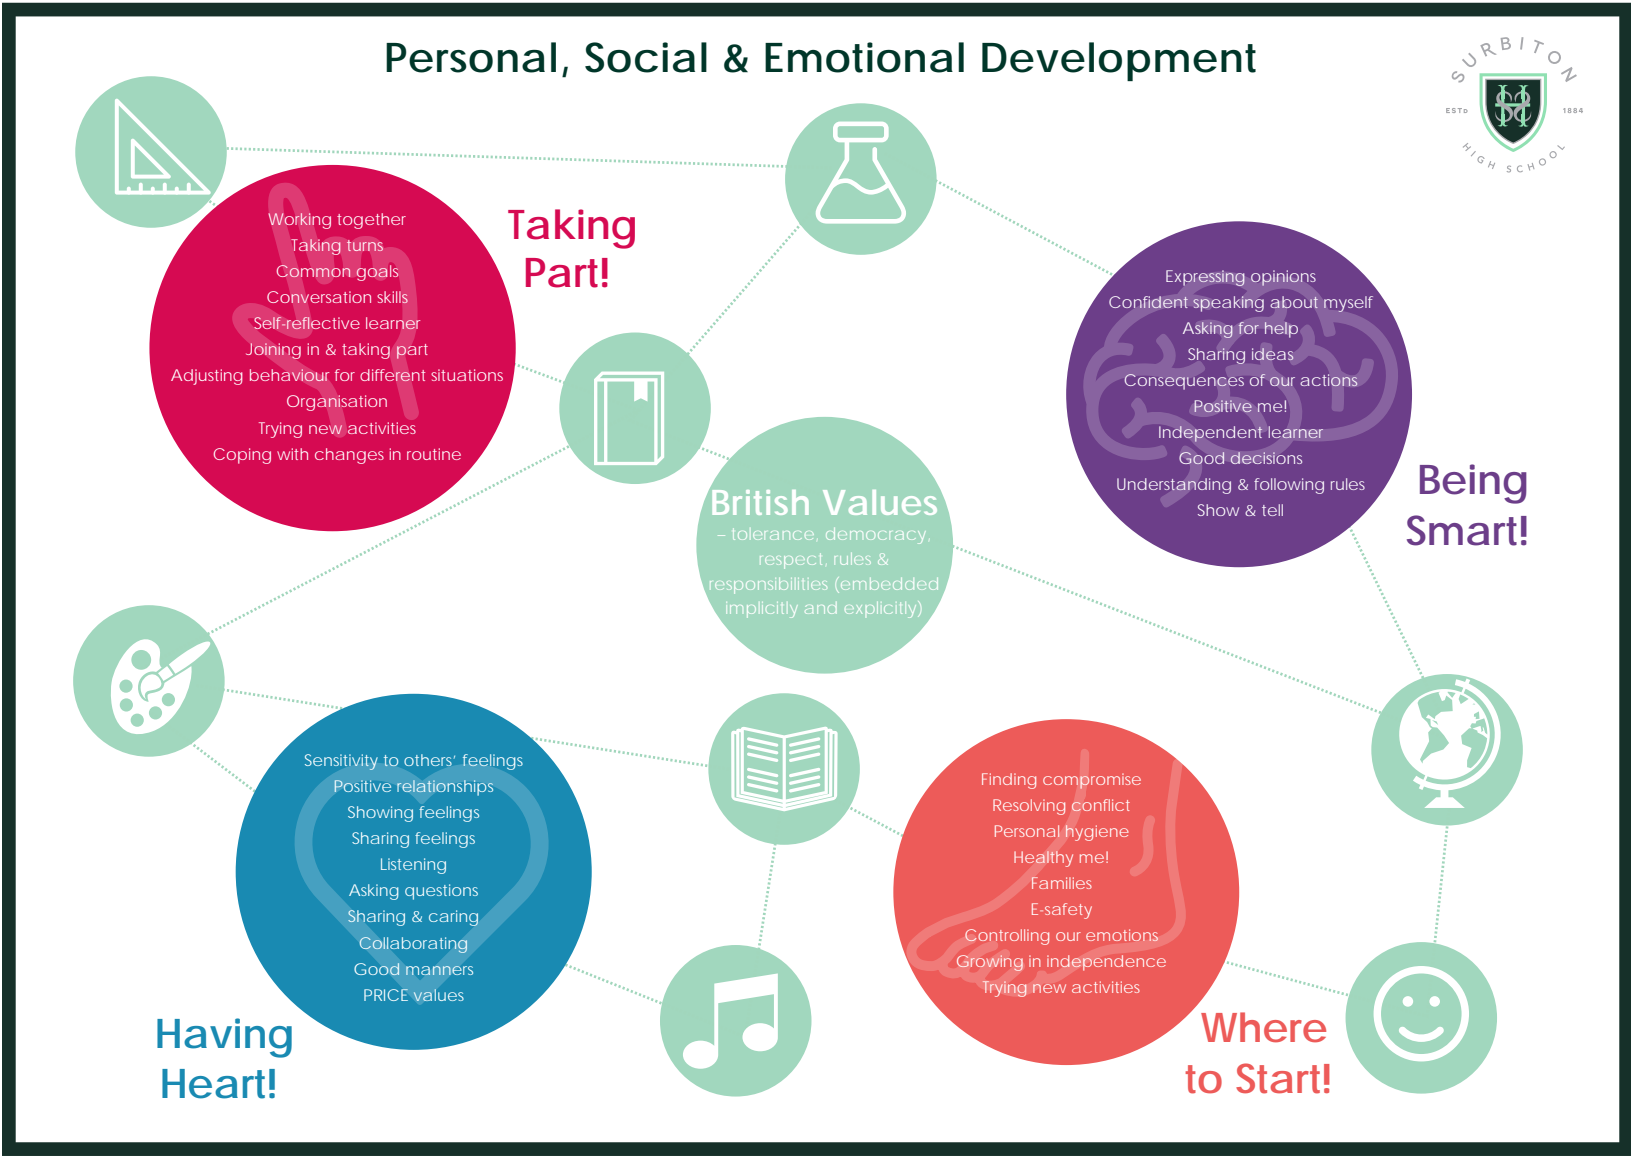 Personal, Social & Emotional Development
SURBITON
ESTD 1884
HIGH SCHOOL
Taking
Part!
Working together
Taking turns
Common goals
Conversation skills
Self-reflective learner
Joining in & taking part
Adjusting behaviour for different situations
Organisation
Trying new activities
Coping with changes in routine
Expressing opinions
Confident speaking about myself
Asking for help
Sharing ideas
Consequences of our actions
Positive me!
Independent learner
Good decisions
Understanding & following rules
Show & tell
Being
Smart!
British Values
– tolerance, democracy,
respect, rules &
responsibilities (embedded
implicitly and explicitly)
Sensitivity to others’ feelings
Positive relationships
Showing feelings
Sharing feelings
Listening
Asking questions
Sharing & caring
Collaborating
Good manners
PRICE values
Having
Heart!
Finding compromise
Resolving conflict
Personal hygiene
Healthy me!
Families
E-safety
Controlling our emotions
Growing in independence
Trying new activities
Where
to Start!